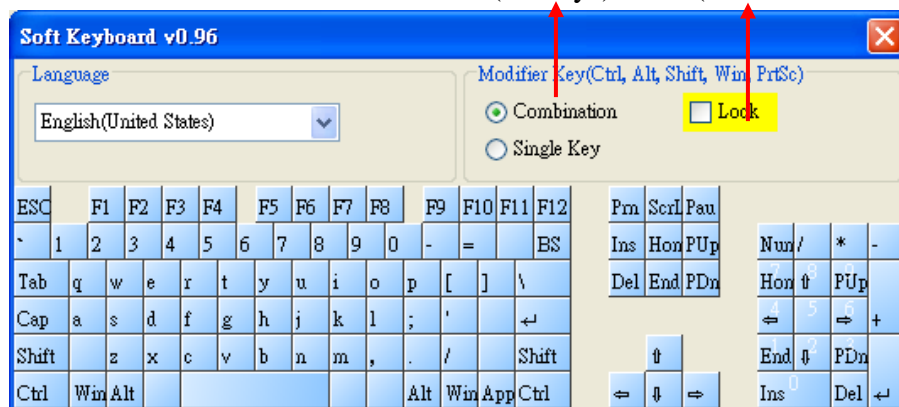 Soft Keyboard v0.96
Language
Modifier Key(Ctrl, Alt, Shift, Win, PrtSc)
English(United States)
Combination
Lock
Single Key
ESC F1 F2 F3 F4 F5 F6 F7 F8 F9 F10 F11 F12 Prn ScrL Pau
` 1 2 3 4 5 6 7 8 9 0 - = BS Ins Hom PUp Num / * -
Tab q w e r t y u i o p [ ] \ Del End PDn Hom 7 ⇧ 8 PUp 9
Cap a s d f g h j k l ; ' ↵ ⇦ 4 5 ⇨ 6 +
Shift z x c v b n m , . / Shift ⇧ End 1 ⇩ 2 PDn 3
Ctrl Win Alt Alt Win App Ctrl ⇦ ⇩ ⇨ Ins 0 Del ↵